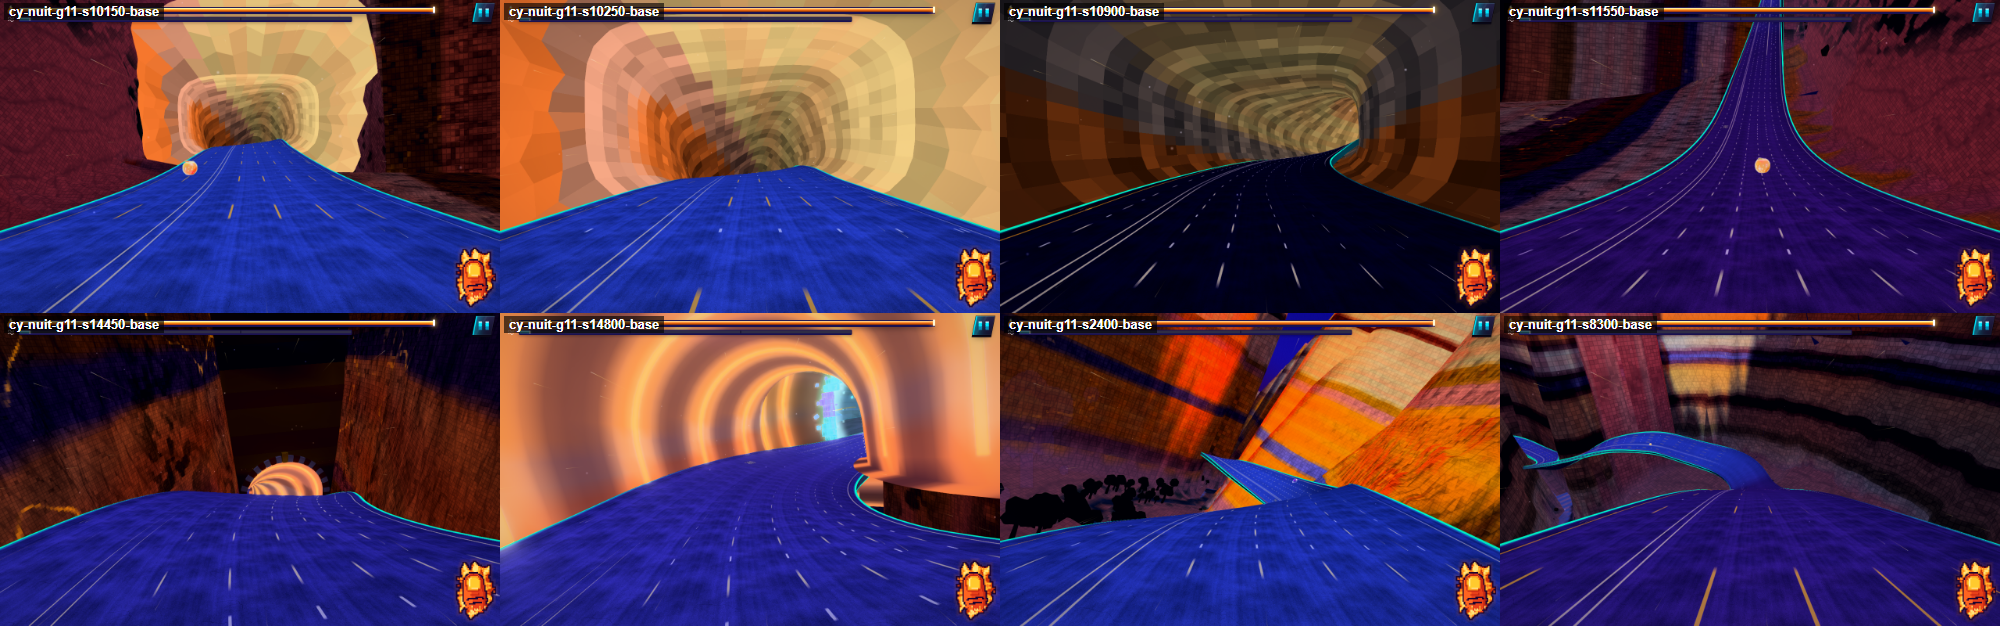 cy-nuit-g11-s10150-base
cy-nuit-g11-s10250-base
cy-nuit-g11-s10900-base
cy-nuit-g11-s11550-base
cy-nuit-g11-s14450-base
cy-nuit-g11-s14800-base
cy-nuit-g11-s2400-base
cy-nuit-g11-s8300-base